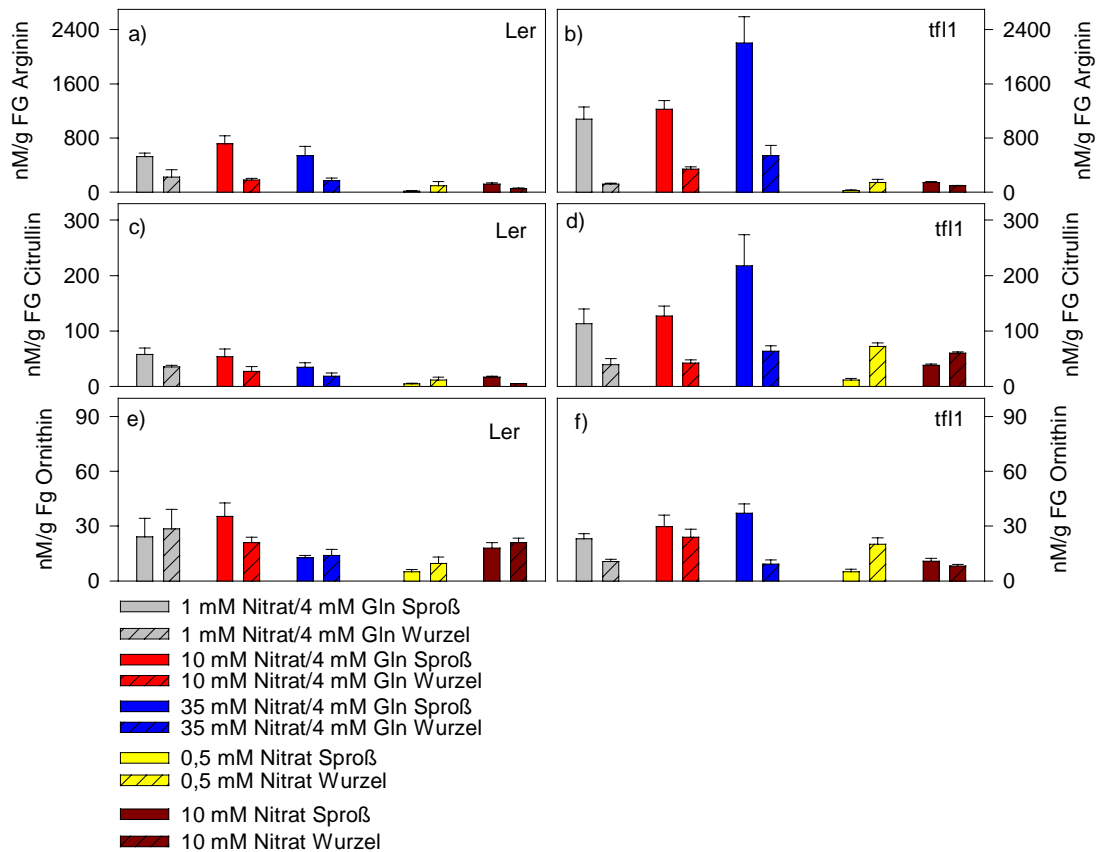 a)
Ler
b)
tfl1
nM/g FG Arginin
2400
1600
800
0
2400
1600
800
0
nM/g FG Arginin
c)
Ler
d)
tfl1
nM/g FG Citrullin
300
200
100
0
300
200
100
0
nM/g FG Citrullin
e)
Ler
f)
tfl1
nM/g Fg Ornithin
90
60
30
0
90
60
30
0
nM/g FG Ornithin
1 mM Nitrat/4 mM Gln Sproß
1 mM Nitrat/4 mM Gln Wurzel
10 mM Nitrat/4 mM Gln Sproß
10 mM Nitrat/4 mM Gln Wurzel
35 mM Nitrat/4 mM Gln Sproß
35 mM Nitrat/4 mM Gln Wurzel
0,5 mM Nitrat Sproß
0,5 mM Nitrat Wurzel
10 mM Nitrat Sproß
10 mM Nitrat Wurzel